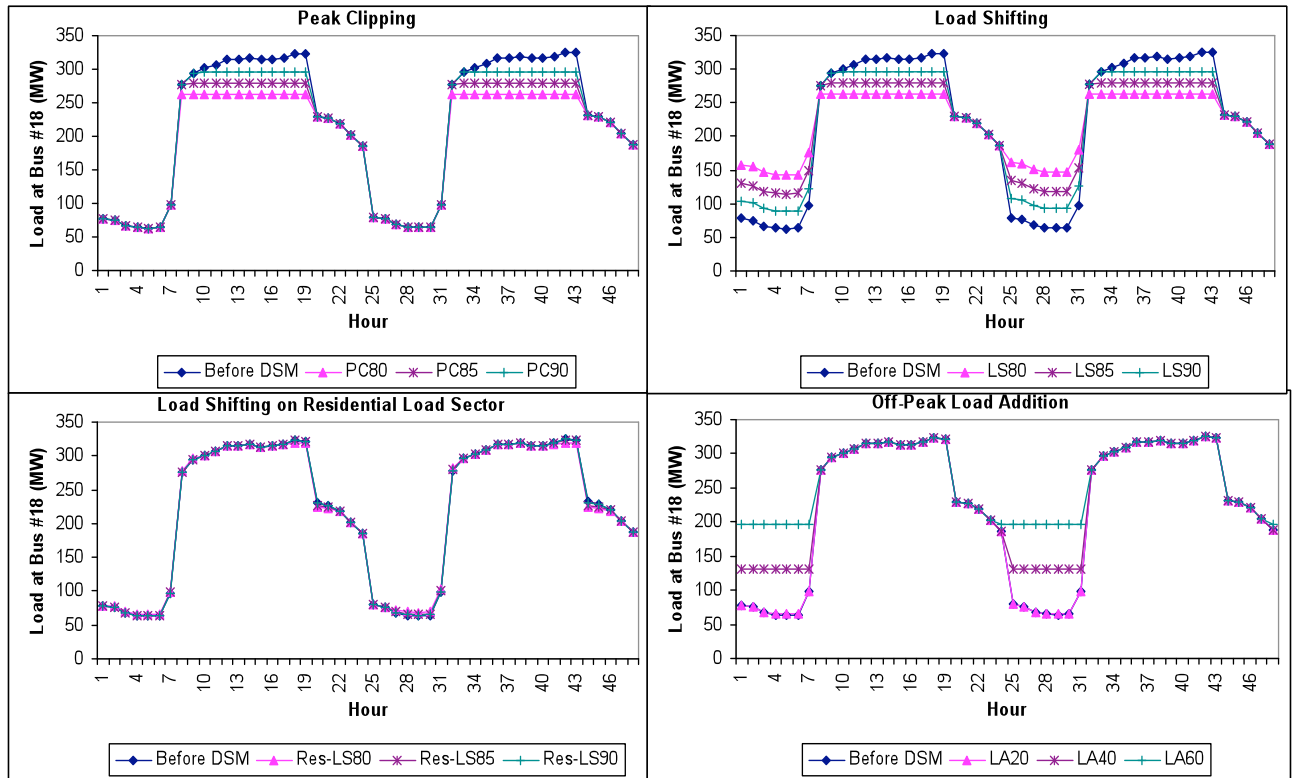 Peak Clipping
Load at Bus #18 (MW)
350
300
250
200
150
100
50
0
1 4 7 10 13 16 19 22 25 28 31 34 37 40 43 46
Hour
Before DSM PC80 PC85 PC90
Load Shifting
Load at Bus #18 (MW)
350
300
250
200
150
100
50
0
1 4 7 10 13 16 19 22 25 28 31 34 37 40 43 46
Hour
Before DSM LS80 LS85 LS90
Load Shifting on Residential Load Sector
Load at Bus #18 (MW)
350
300
250
200
150
100
50
0
1 4 7 10 13 16 19 22 25 28 31 34 37 40 43 46
Hour
Before DSM Res-LS80 Res-LS85 Res-LS90
Off-Peak Load Addition
Load at Bus #18 (MW)
350
300
250
200
150
100
50
0
1 4 7 10 13 16 19 22 25 28 31 34 37 40 43 46
Hour
Before DSM LA20 LA40 LA60